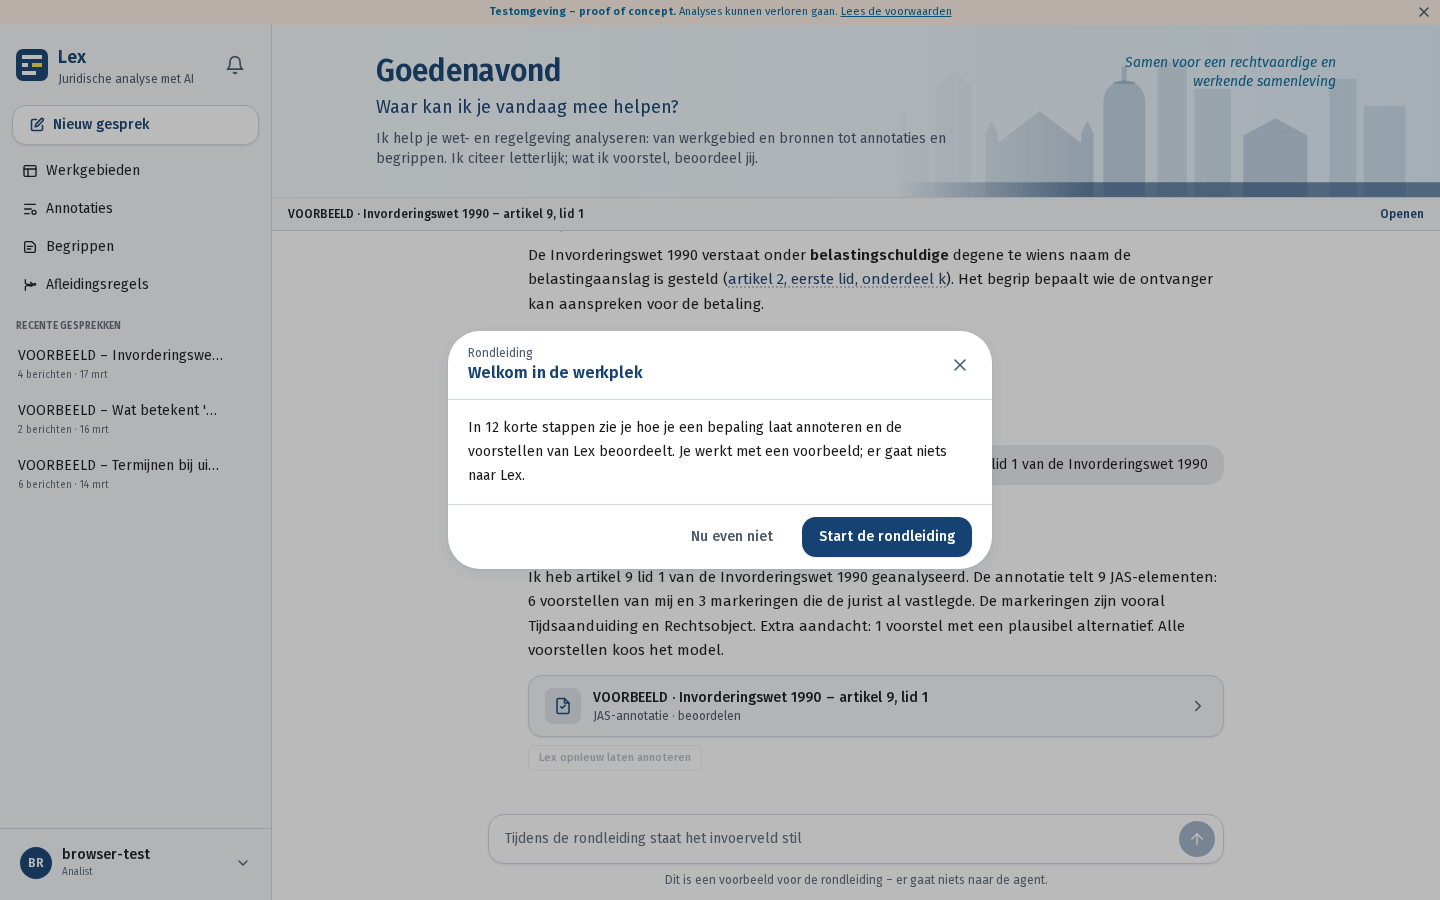 Testomgeving – proof of concept. Analyses kunnen verloren gaan. Lees de voorwaarden
Lex
Juridische analyse met AI
Nieuw gesprek
Werkgebieden
Annotaties
Begrippen
Afleidingsregels
RECENTE GESPREKKEN
VOORBEELD – Invorderingswe…
4 berichten · 17 mrt
VOORBEELD – Wat betekent '…
2 berichten · 16 mrt
VOORBEELD – Termijnen bij ui…
6 berichten · 14 mrt
BR
browser-test
Analist
Goedenavond
Waar kan ik je vandaag mee helpen?
Ik help je wet- en regelgeving analyseren: van werkgebied en bronnen tot annotaties en
begrippen. Ik citeer letterlijk; wat ik voorstel, beoordeel jij.
Samen voor een rechtvaardige en
werkende samenleving
VOORBEELD · Invorderingswet 1990 – artikel 9, lid 1
Openen
De Invorderingswet 1990 verstaat onder belastingschuldige degene te wiens naam de
belastingaanslag is gesteld (artikel 2, eerste lid, onderdeel k). Het begrip bepaalt wie de ontvanger
kan aanspreken voor de betaling.
Rondleiding
Welkom in de werkplek
In 12 korte stappen zie je hoe je een bepaling laat annoteren en de
voorstellen van Lex beoordeelt. Je werkt met een voorbeeld; er gaat niets
naar Lex.
Nu even niet
Start de rondleiding
lid 1 van de Invorderingswet 1990
Ik heb artikel 9 lid 1 van de Invorderingswet 1990 geanalyseerd. De annotatie telt 9 JAS-elementen:
6 voorstellen van mij en 3 markeringen die de jurist al vastlegde. De markeringen zijn vooral
Tijdsaanduiding en Rechtsobject. Extra aandacht: 1 voorstel met een plausibel alternatief. Alle
voorstellen koos het model.
VOORBEELD · Invorderingswet 1990 – artikel 9, lid 1
JAS-annotatie · beoordelen
Lex opnieuw laten annoteren
Tijdens de rondleiding staat het invoerveld stil
Dit is een voorbeeld voor de rondleiding – er gaat niets naar de agent.